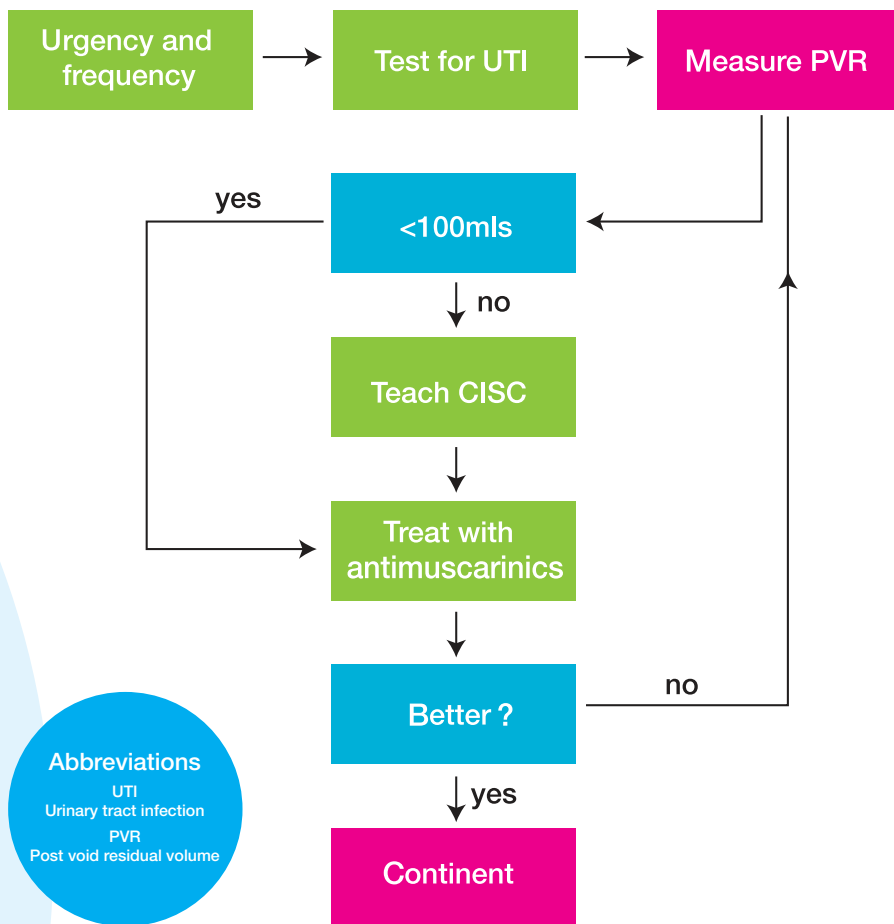 Urgency and
frequency
Test for UTI
Measure PVR
yes
<100mls
no
Teach CISC
Treat with
antimuscarinics
Better ?
no
yes
Continent
Abbreviations
UTI
Urinary tract infection
PVR
Post void residual volume